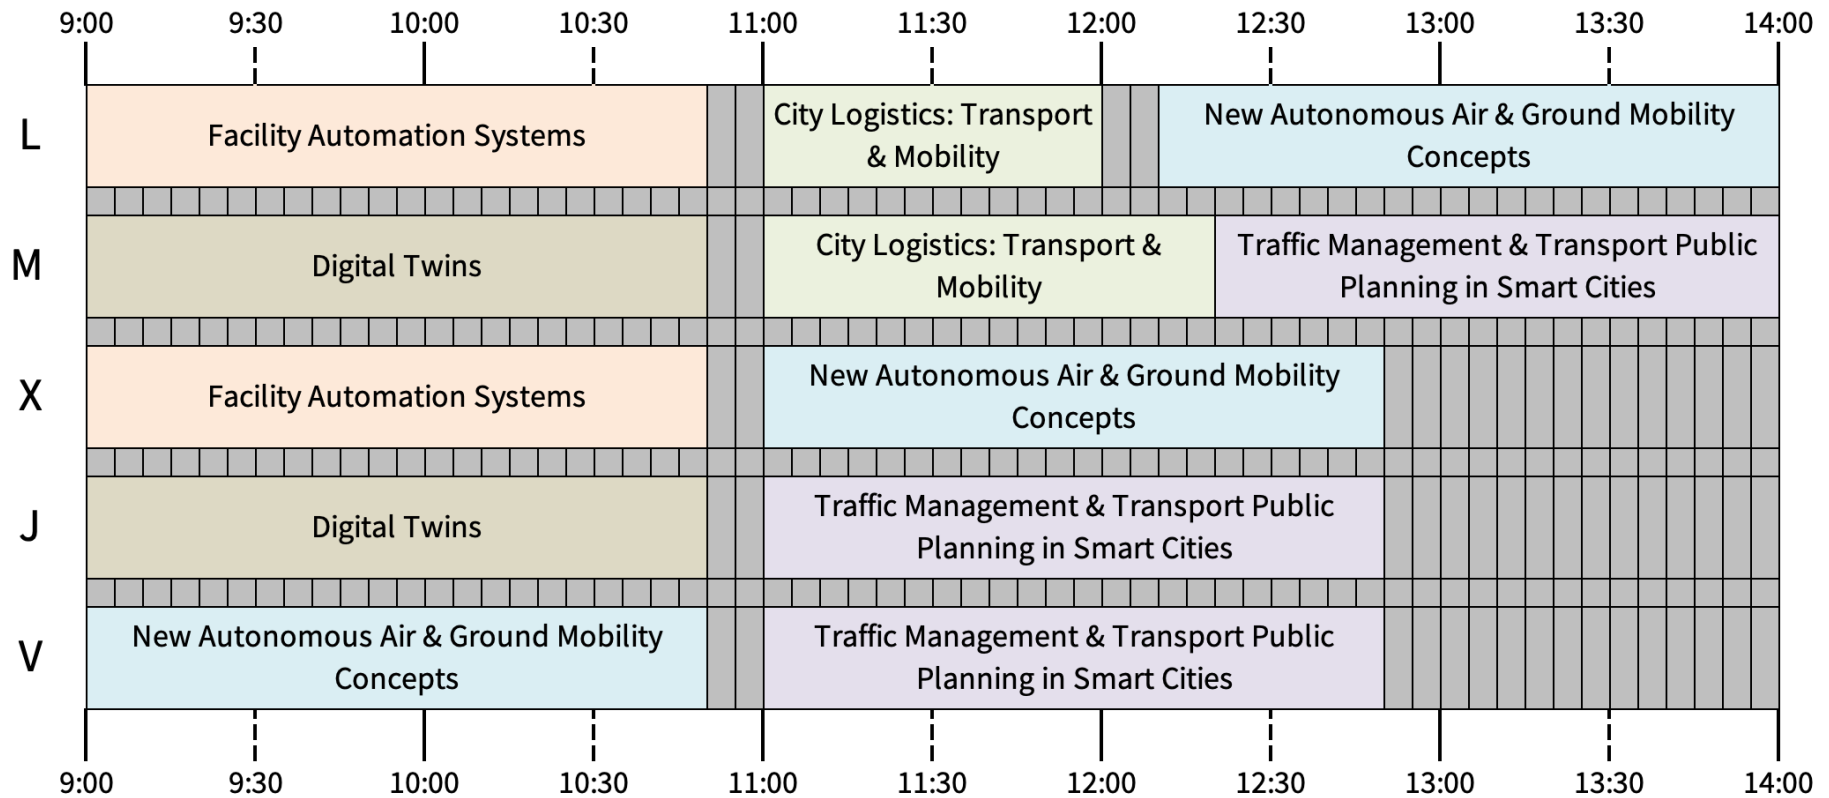 9:00 9:30 10:00 10:30 11:00 11:30 12:00 12:30 13:00 13:30 14:00
L
Facility Automation Systems
City Logistics: Transport
& Mobility
New Autonomous Air & Ground Mobility
Concepts
M
Digital Twins
City Logistics: Transport &
Mobility
Traffic Management & Transport Public
Planning in Smart Cities
X
Facility Automation Systems
New Autonomous Air & Ground Mobility
Concepts
J
Digital Twins
Traffic Management & Transport Public
Planning in Smart Cities
V
New Autonomous Air & Ground Mobility
Concepts
Traffic Management & Transport Public
Planning in Smart Cities
9:00 9:30 10:00 10:30 11:00 11:30 12:00 12:30 13:00 13:30 14:00